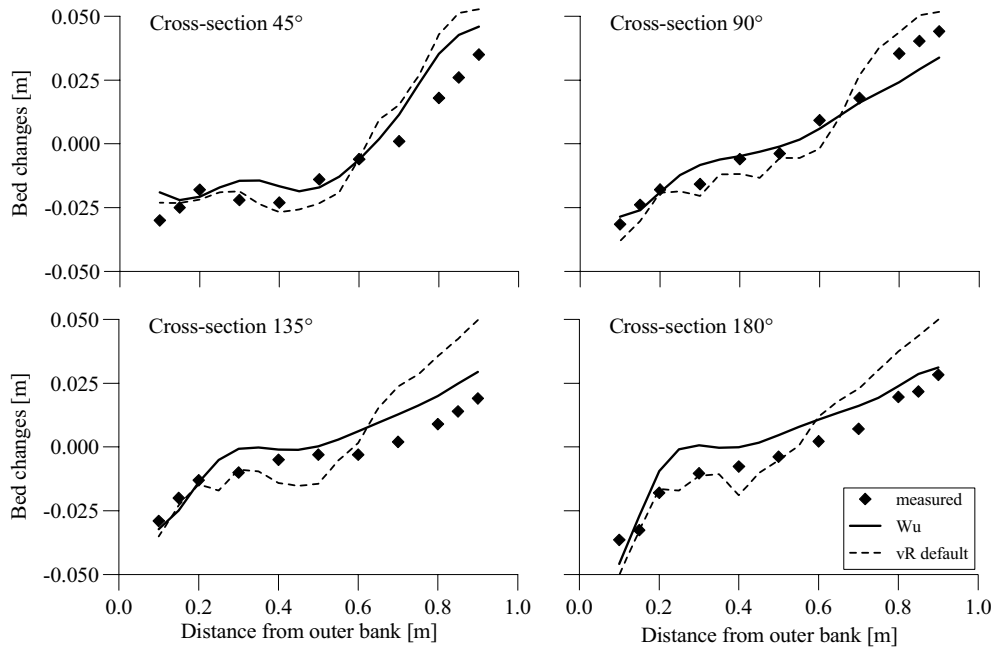 Cross-section 45°
Cross-section 90°
0.050
0.025
0.000
-0.025
-0.050
Bed changes [m]
Cross-section 135°
Cross-section 180°
0.050
0.025
0.000
-0.025
-0.050
Bed changes [m]
measured
Wu
vR default
0.0 0.2 0.4 0.6 0.8 1.0
0.0 0.2 0.4 0.6 0.8 1.0
Distance from outer bank [m]
Distance from outer bank [m]